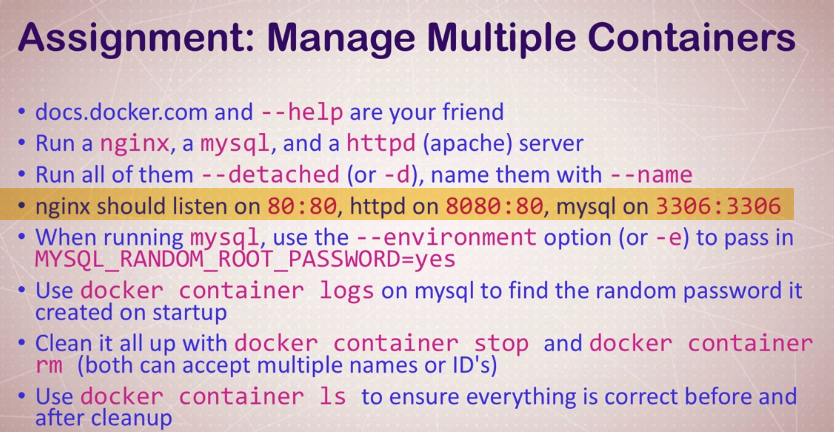 Assignment: Manage Multiple Containers
• docs.docker.com and --help are your friend
• Run a nginx, a mysql, and a httpd (apache) server
• Run all of them --detached (or -d), name them with --name
• nginx should listen on 80:80, httpd on 8080:80, mysql on 3306:3306
• When running mysql, use the --environment option (or -e) to pass in
MYSQL_RANDOM_ROOT_PASSWORD=yes
• Use docker container logs on mysql to find the random password it
created on startup
• Clean it all up with docker container stop and docker container
rm (both can accept multiple names or ID's)
• Use docker container ls to ensure everything is correct before and
after cleanup